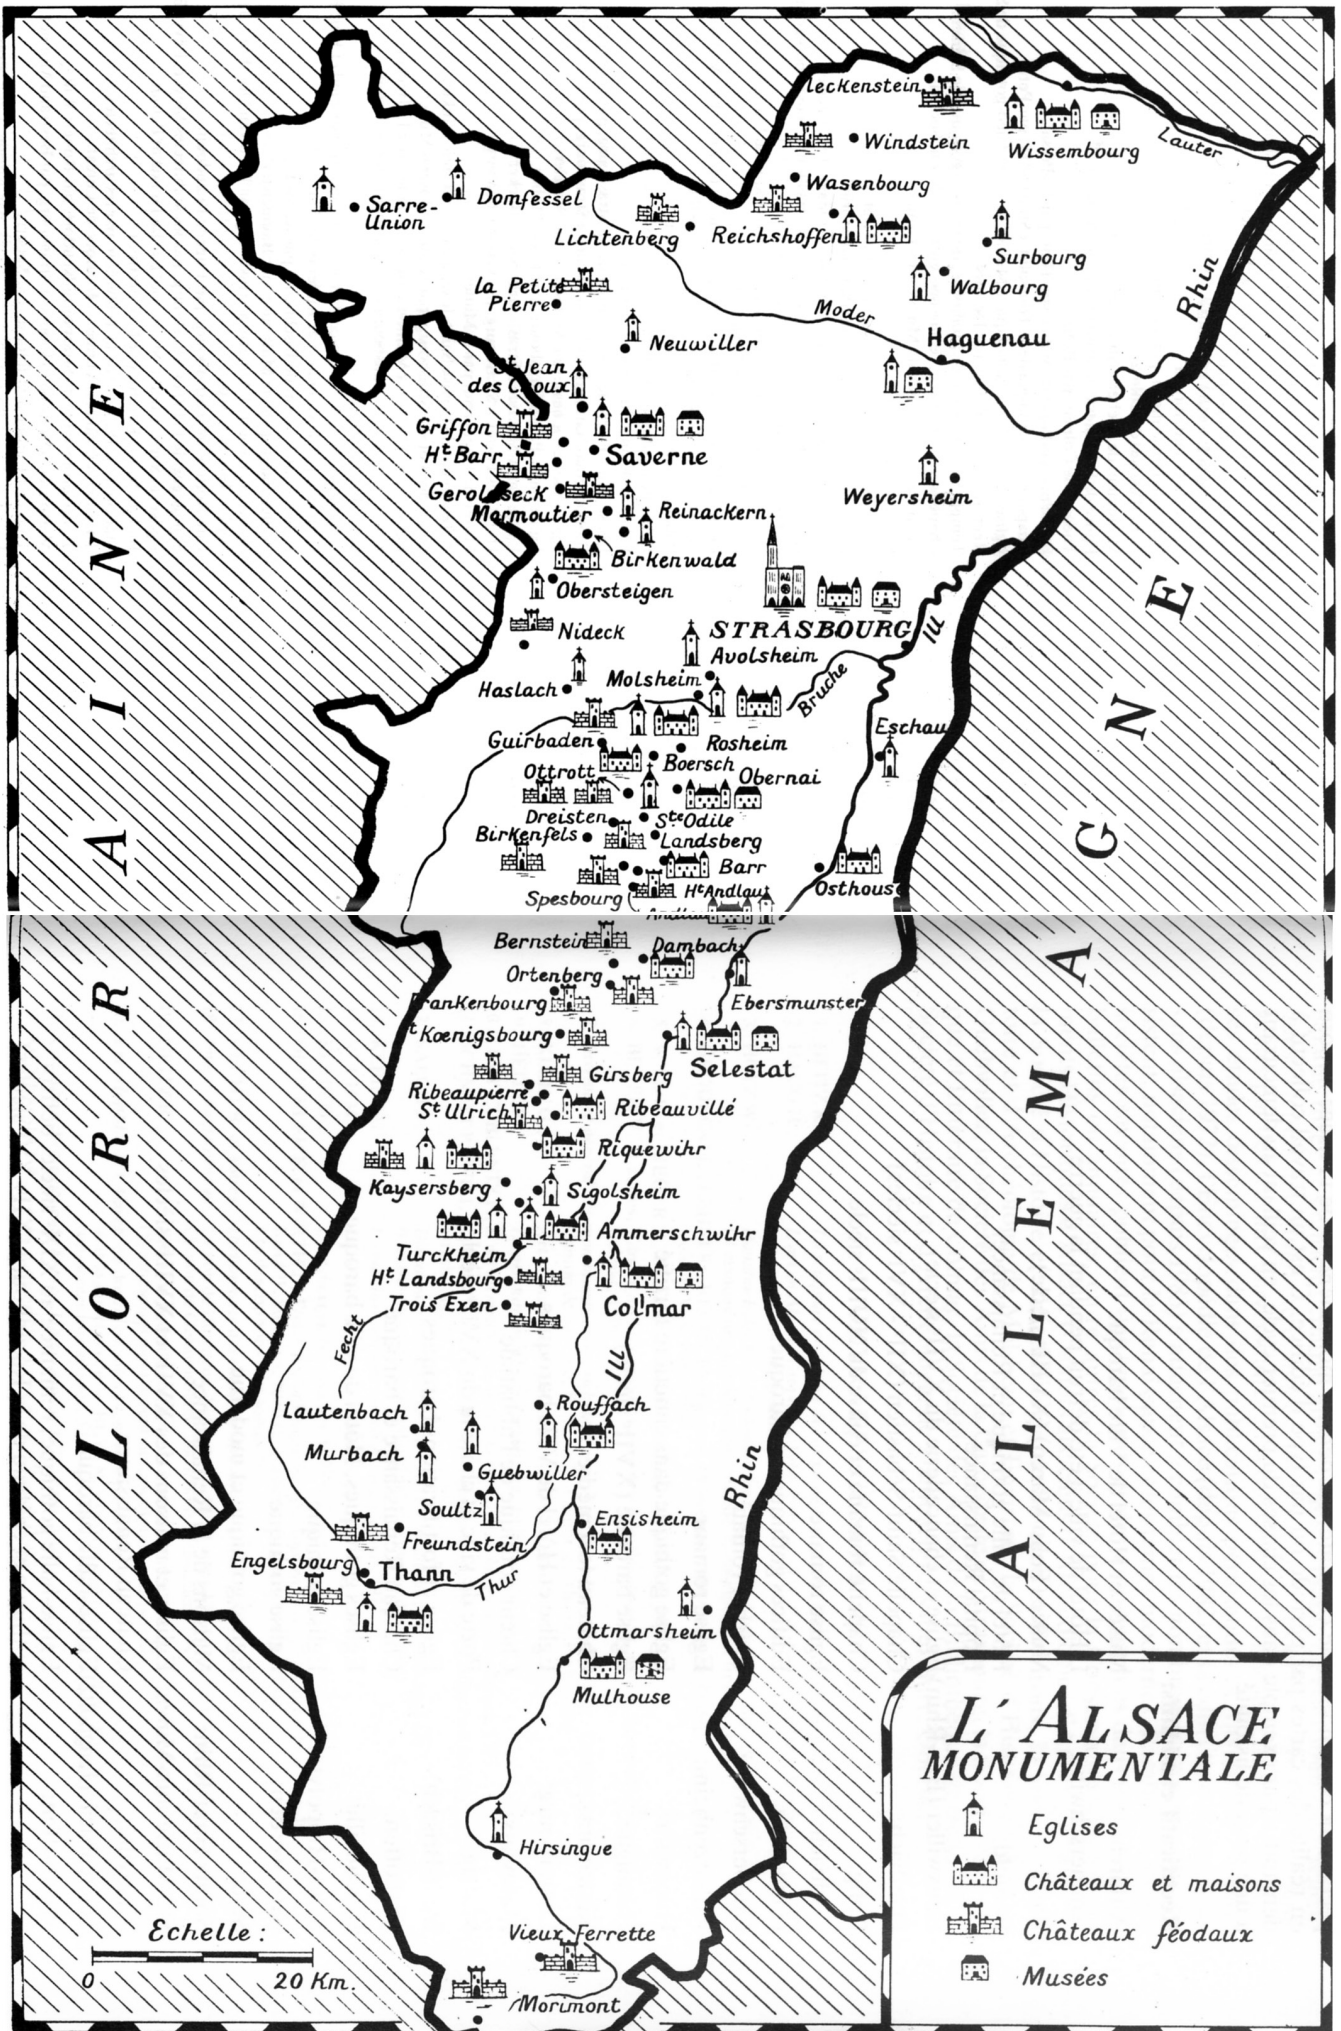 leckenstein
Windstein
Wissembourg
Lauter
Wasenbourg
Sarre-
Union
Domfessel
Lichtenberg
Reichshoffen
Surbourg
Walbourg
Rhin
la Petite
Pierre
Moder
Neuwiller
Haguenau
St Jean
des Choux
Griffon
Ht Barr
Saverne
Geroldseck
Weyersheim
Marmoutier
Reinackern
Birkenwald
Obersteigen
Nideck
STRASBOURG
Ill
Avolsheim
Haslach
Molsheim
Bruche
Eschau
Guirbaden
Rosheim
Boersch
Ottrott
Obernai
Dreisten
Ste Odile
Birkenfels
Landsberg
Barr
Spesbourg
Ht Andlau
Osthouse
Andlau
Bernstein
Dambach
Ortenberg
rankenbourg
Ebersmunster
t Kœnigsbourg
Selestat
Girsberg
Ribeaupierre
St Ulrich
Ribeauvillé
Riquewihr
Kaysersberg
Sigolsheim
Ammerschwihr
Turckheim
Ht Landsbourg
Trois Exen
Colmar
Fecht
Ill
Lautenbach
Rouffach
Murbach
Guebwiller
Rhin
Soultz
Freundstein
Ensisheim
Engelsbourg
Thann
Thur
Ottmarsheim
Mulhouse
Hirsingue
Vieux Ferrette
Morimont
LORRAINE
ALLEMAGNE
Echelle :
0 20 Km.
L'ALSACE
MONUMENTALE
Eglises
Châteaux et maisons
Châteaux féodaux
Musées